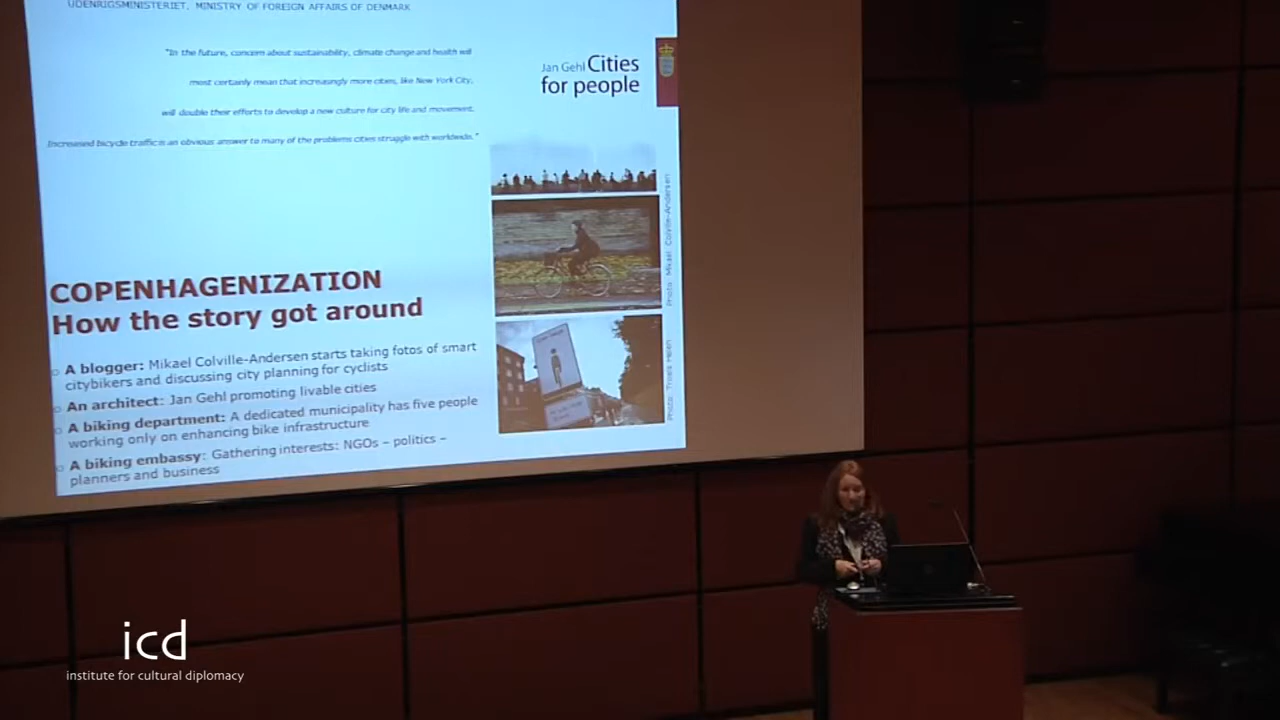 UDENRIGSMINISTERIET, MINISTRY OF FOREIGN AFFAIRS OF DENMARK
"In the future, concern about sustainability, climate change and health will
most certainly mean that increasingly more cities, like New York City,
will double their efforts to develop a new culture for city life and movement.
Increased bicycle traffic is an obvious answer to many of the problems cities struggle with worldwide."
Jan Gehl Cities
for people
COPENHAGENIZATION
How the story got around
A blogger: Mikael Colville-Andersen starts taking fotos of smart
citybikers and discussing city planning for cyclists
An architect: Jan Gehl promoting livable cities
A biking department: A dedicated municipality has five people
working only on enhancing bike infrastructure
A biking embassy: Gathering interests: NGOs – politics –
planners and business
Photo: Mikael Colville-Andersen
Photo: Troels Heien
icd
institute for cultural diplomacy